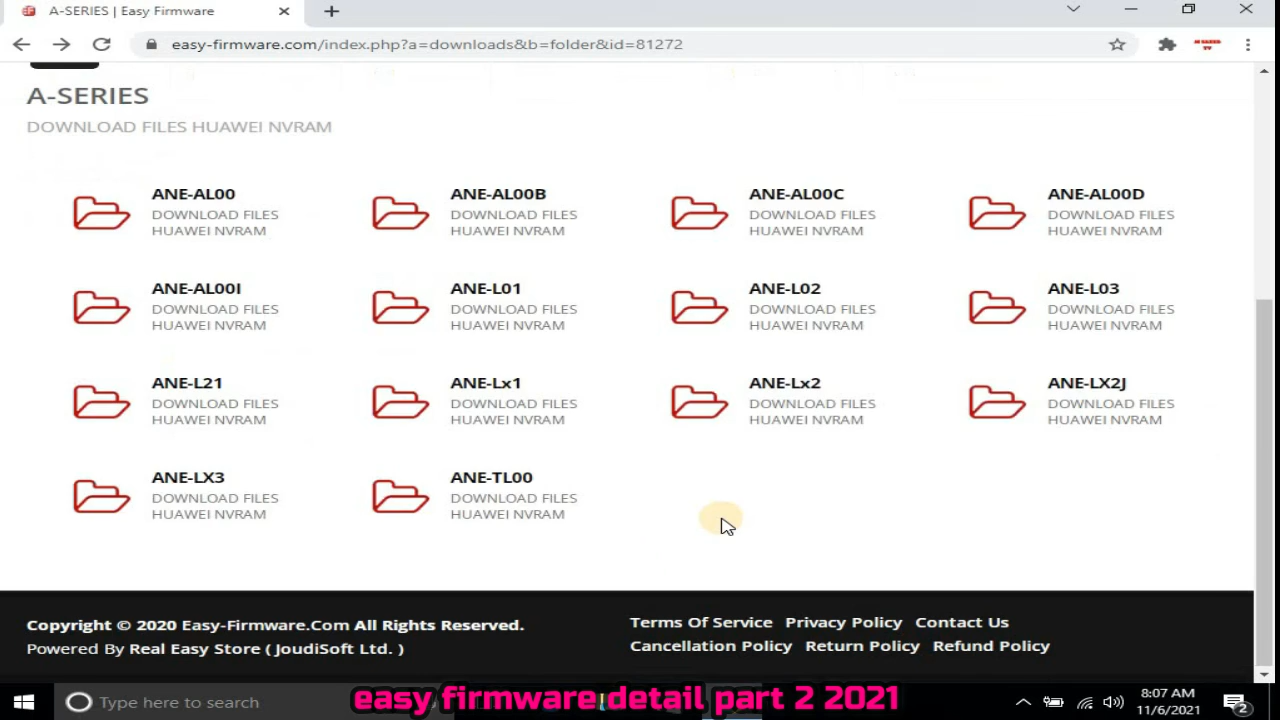 A-SERIES | Easy Firmware
easy-firmware.com/index.php?a=downloads&b=folder&id=81272
A-SERIES
DOWNLOAD FILES HUAWEI NVRAM
ANE-AL00
DOWNLOAD FILES
HUAWEI NVRAM
ANE-AL00B
DOWNLOAD FILES
HUAWEI NVRAM
ANE-AL00C
DOWNLOAD FILES
HUAWEI NVRAM
ANE-AL00D
DOWNLOAD FILES
HUAWEI NVRAM
ANE-AL00I
DOWNLOAD FILES
HUAWEI NVRAM
ANE-L01
DOWNLOAD FILES
HUAWEI NVRAM
ANE-L02
DOWNLOAD FILES
HUAWEI NVRAM
ANE-L03
DOWNLOAD FILES
HUAWEI NVRAM
ANE-L21
DOWNLOAD FILES
HUAWEI NVRAM
ANE-Lx1
DOWNLOAD FILES
HUAWEI NVRAM
ANE-Lx2
DOWNLOAD FILES
HUAWEI NVRAM
ANE-LX2J
DOWNLOAD FILES
HUAWEI NVRAM
ANE-LX3
DOWNLOAD FILES
HUAWEI NVRAM
ANE-TL00
DOWNLOAD FILES
HUAWEI NVRAM
Copyright © 2020 Easy-Firmware.Com All Rights Reserved.
Powered By Real Easy Store ( JoudiSoft Ltd. )
Terms Of Service Privacy Policy Contact Us
Cancellation Policy Return Policy Refund Policy
Type here to search
easy firmware detail part 2 2021
8:07 AM
11/6/2021
2